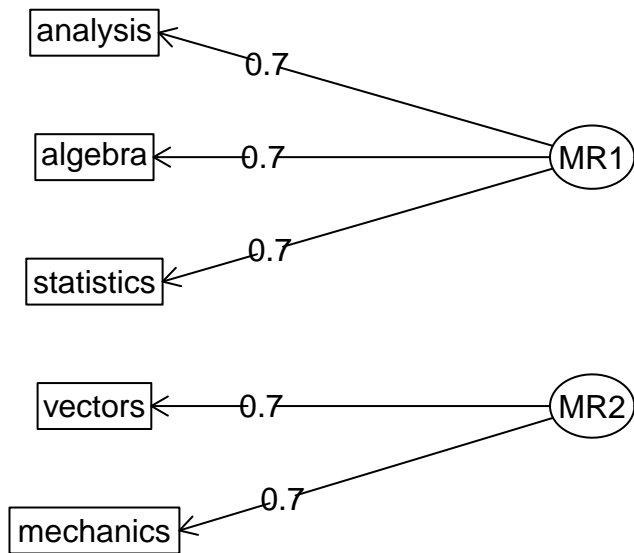 analysis
0.7
algebra
0.7
MR1
0.7
statistics
vectors
0.7
MR2
0.7
mechanics